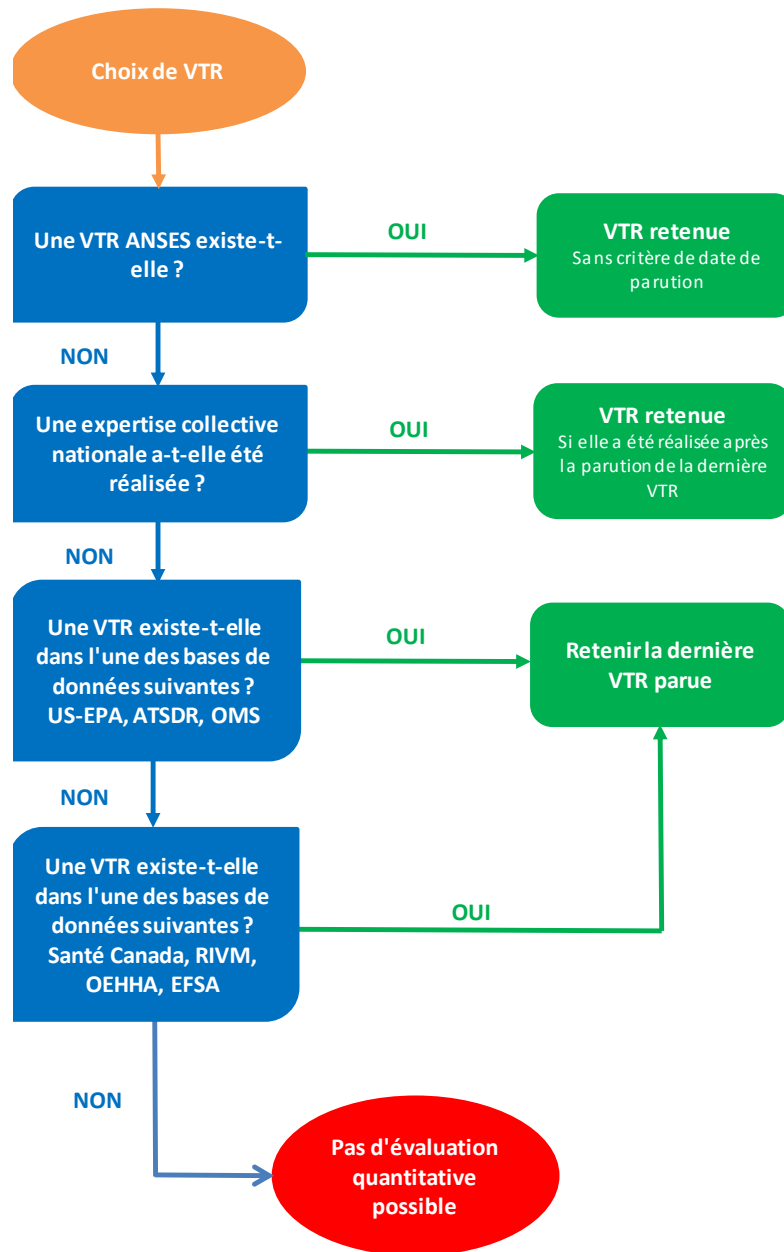 Choix de VTR
Une VTR ANSES existe-t-
elle ?
OUI
VTR retenue
Sans critère de date de
parution
NON
Une expertise collective
nationale a-t-elle été
réalisée ?
OUI
VTR retenue
Si elle a été réalisée après
la parution de la dernière
VTR
NON
Une VTR existe-t-elle
dans l'une des bases de
données suivantes ?
US-EPA, ATSDR, OMS
OUI
Retenir la dernière
VTR parue
NON
Une VTR existe-t-elle
dans l'une des bases de
données suivantes ?
Santé Canada, RIVM,
OEHHA, EFSA
OUI
NON
Pas d'évaluation
quantitative
possible